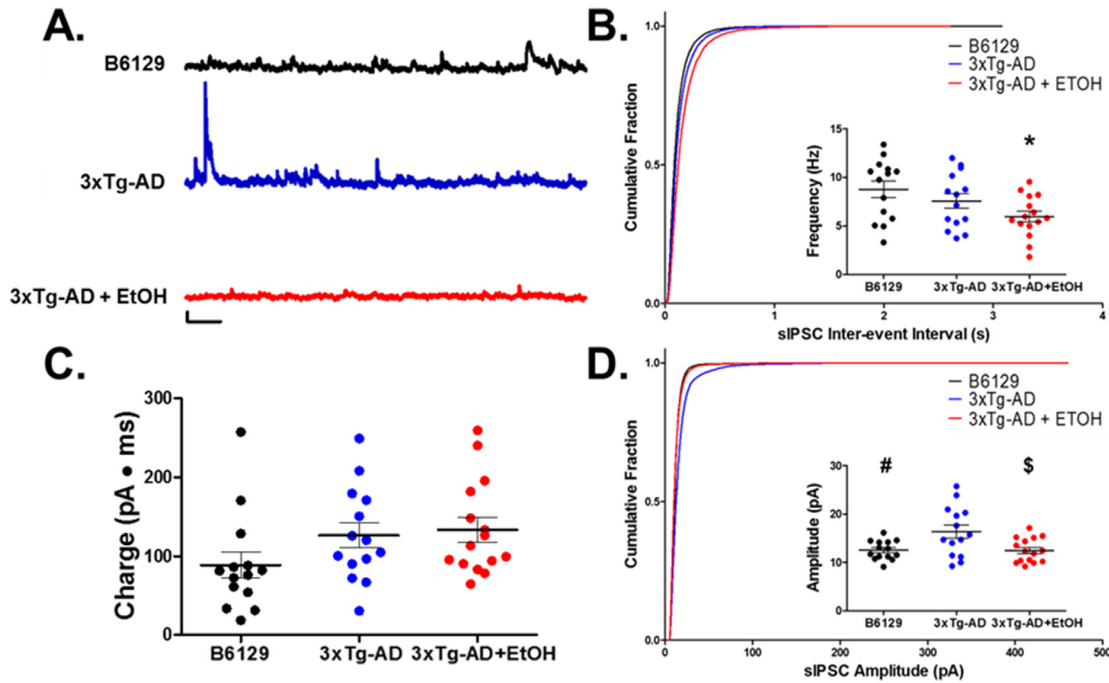 A.
B6129
3xTg-AD
3xTg-AD + EtOH
B.
Cumulative Fraction
1.0
0.5
0.0
0
1
2
3
4
sIPSC Inter-event Interval (s)
B6129
3xTg-AD
3xTg-AD + ETOH
Frequency (Hz)
15
10
5
0
*
B6129
3xTg-AD
3xTg-AD+EtOH
C.
Charge (pA • ms)
300
200
100
0
B6129
3xTg-AD
3xTg-AD+EtOH
D.
Cumulative Fraction
1.0
0.5
0.0
0
100
200
300
400
500
sIPSC Amplitude (pA)
B6129
3xTg-AD
3xTg-AD + ETOH
Amplitude (pA)
30
20
10
0
#
$
B6129
3xTg-AD
3xTg-AD+EtOH